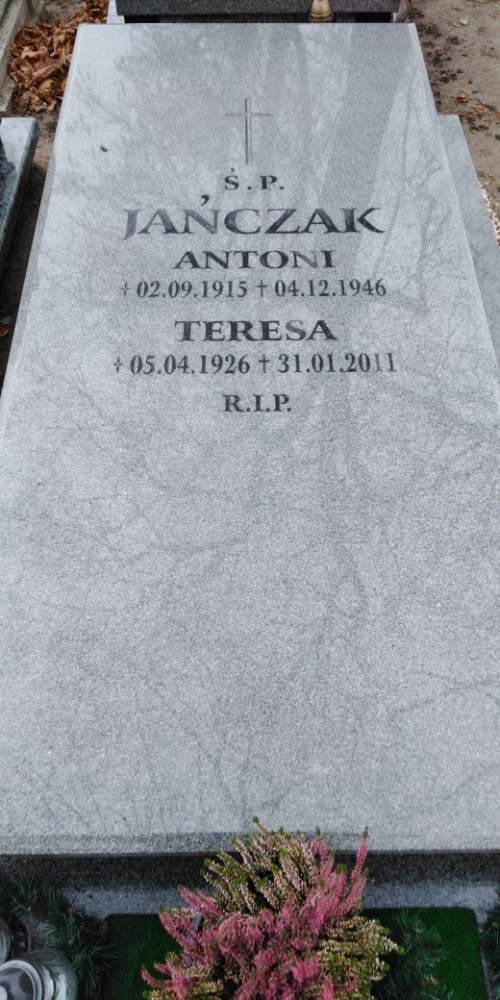 Ś.P.
JAŃCZAK
ANTONI
02.09.1915 † 04.12.1946
TERESA
05.04.1926 † 31.01.2011
R.I.P.